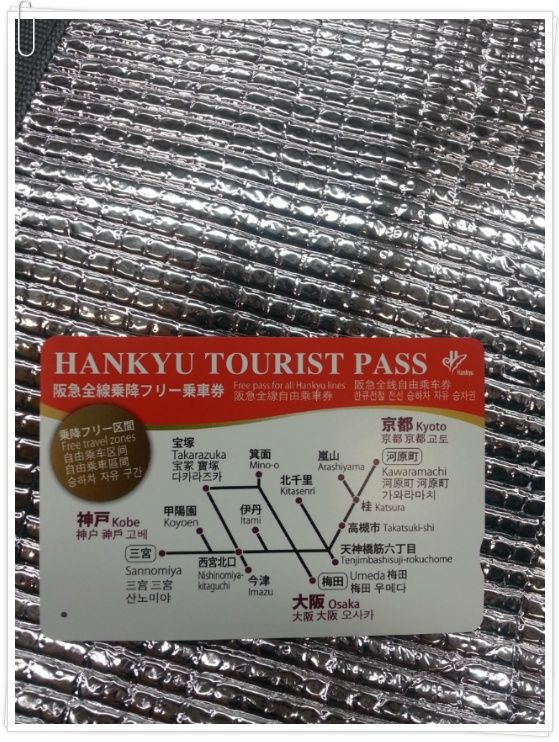 HANKYU TOURIST PASS
Hankyu
阪急全線乗降フリー乗車券
Free pass for all Hankyu lines
阪急全線自由乘車券
阪急全线自由乘车券
한큐전철 전선 승하차 자유 승차권
乗降フリー区間
Free travel zones
自由乘车区间
自由乘車區間
승하차 자유 구간
宝塚
Takarazuka
宝冢 寶塚
다카라즈카
箕面
Mino-o
北千里
Kitasenri
嵐山
Arashiyama
京都 Kyoto
京都 京都 교토
河原町
Kawaramachi
河原町 河原町
가와라마치
桂 Katsura
高槻市 Takatsuki-shi
天神橋筋六丁目
Tenjimbashisuji-rokuchome
神戸 Kobe
神户 神戶 고베
甲陽園
Koyoen
伊丹
Itami
三宮
Sannomiya
三宫 三宮
산노미야
西宮北口
Nishinomiya-
kitaguchi
今津
Imazu
梅田
Umeda 梅田
梅田 우메다
大阪 Osaka
大阪 大阪 오사카